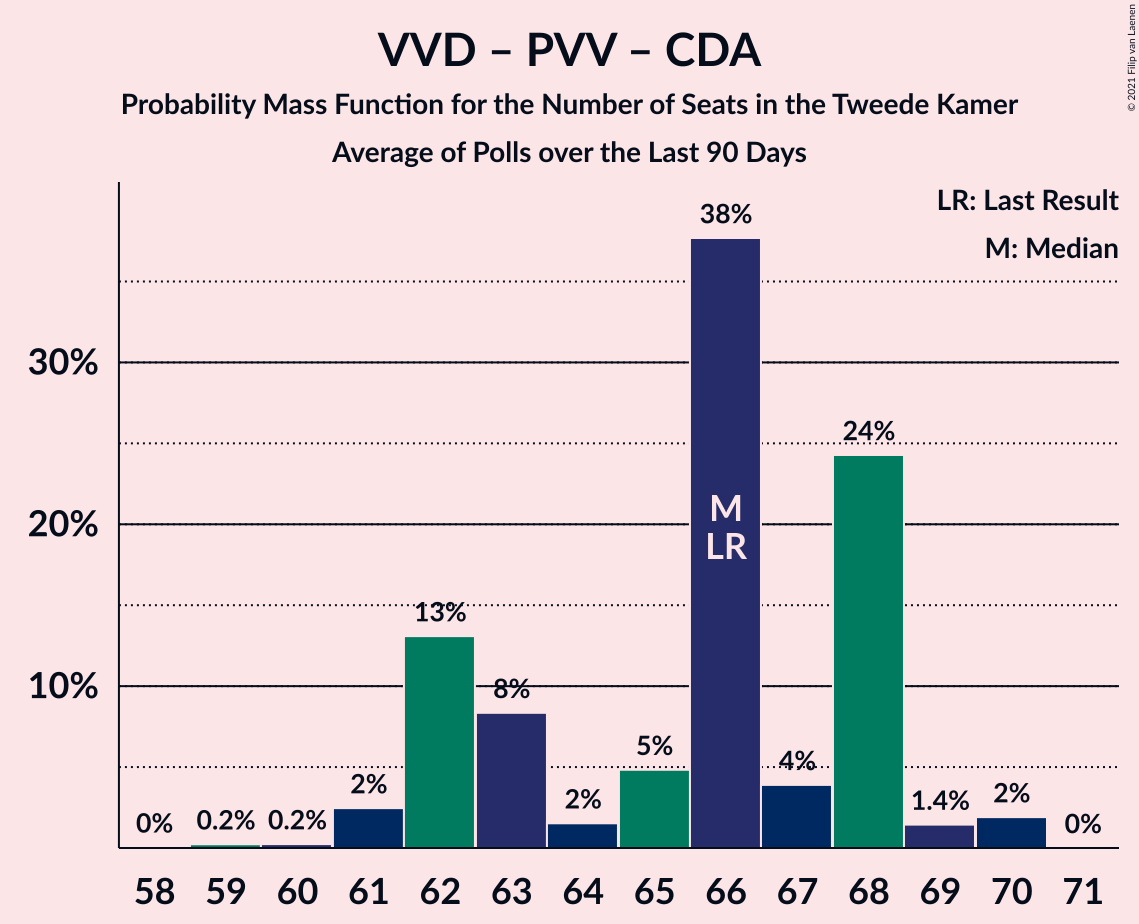 VVD – PVV – CDA
Probability Mass Function for the Number of Seats in the Tweede Kamer
Average of Polls over the Last 90 Days
© 2021 Filip van Laenen
LR: Last Result
M: Median
30%
20%
10%
0%
0.2%
0.2%
2%
13%
8%
2%
5%
38%
M
LR
4%
24%
1.4%
2%
0%
58 59 60 61 62 63 64 65 66 67 68 69 70 71